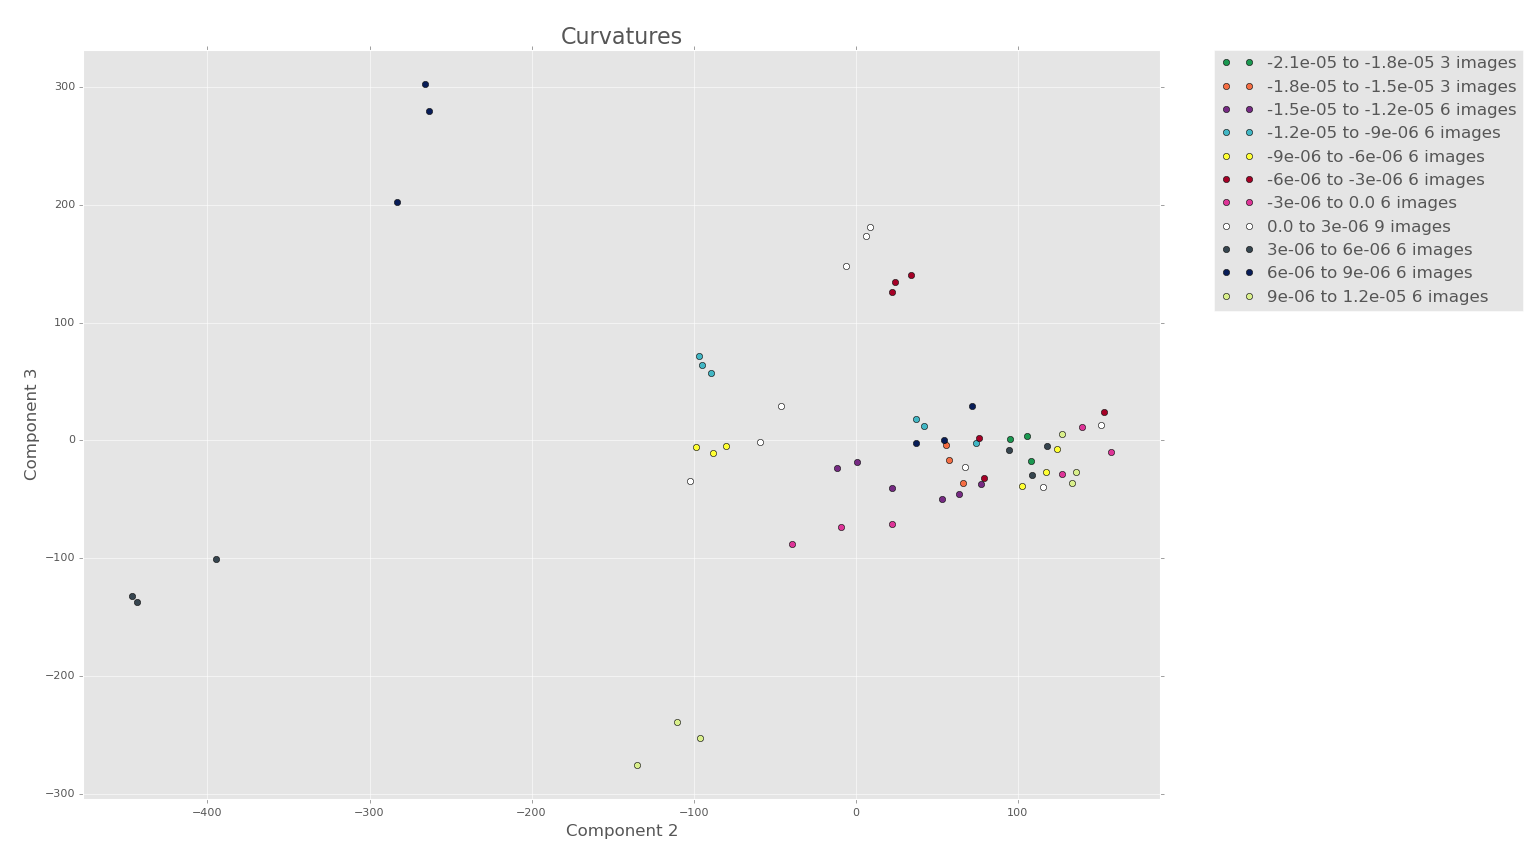 Curvatures
300
200
100
0
−100
−200
−300
Component 3
−400
−300
−200
−100
0
100
Component 2
-2.1e-05 to -1.8e-05 3 images
-1.8e-05 to -1.5e-05 3 images
-1.5e-05 to -1.2e-05 6 images
-1.2e-05 to -9e-06 6 images
-9e-06 to -6e-06 6 images
-6e-06 to -3e-06 6 images
-3e-06 to 0.0 6 images
0.0 to 3e-06 9 images
3e-06 to 6e-06 6 images
6e-06 to 9e-06 6 images
9e-06 to 1.2e-05 6 images